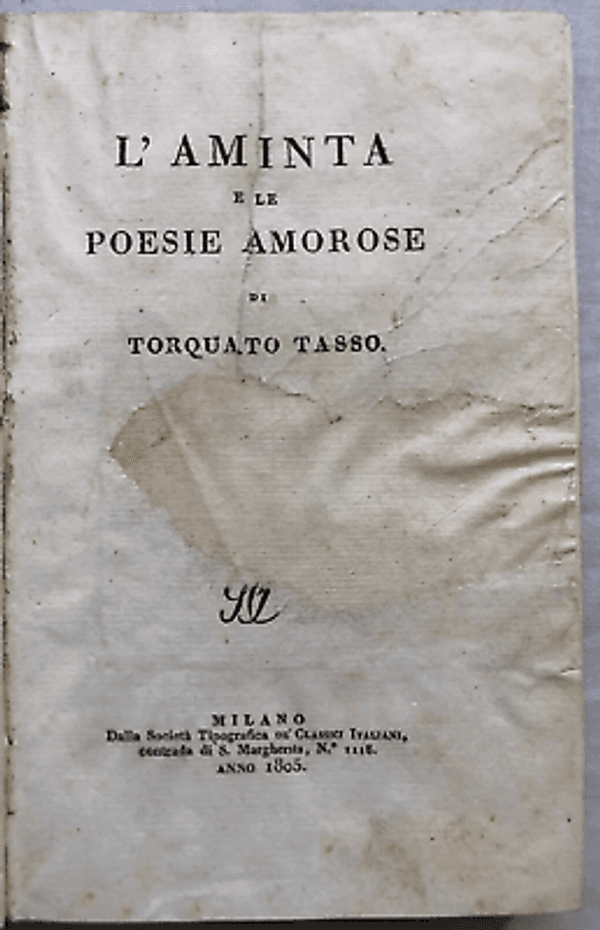 L' AMINTA
E LE
POESIE AMOROSE
DI
TORQUATO TASSO.
MILANO
Dalla Società Tipografica DE' CLASSICI ITALIANI,
contrada di S. Margherita, N.° 1118.
ANNO 1805.